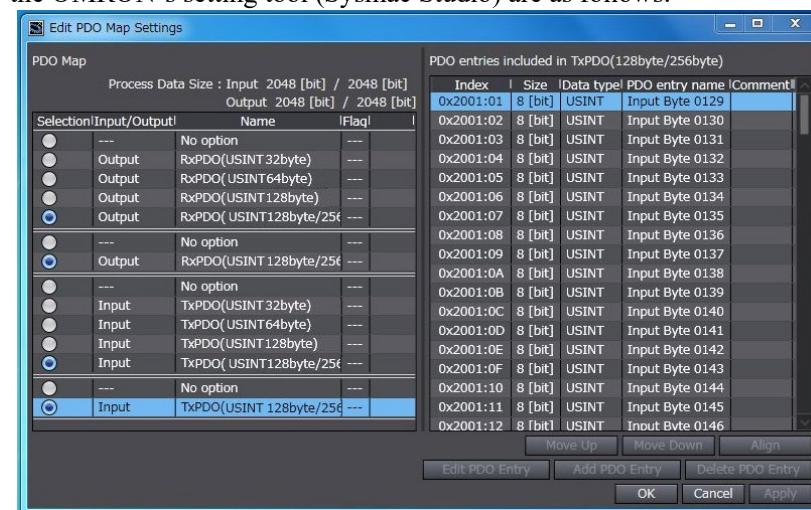 the OMRON's setting tool (Sysmac Studio) are as follows.
Edit PDO Map Settings
PDO Map
Process Data Size : Input 2048 [bit] / 2048 [bit]
Output 2048 [bit] / 2048 [bit]
Selection Input/Output Name Flag
--- No option ---
Output RxPDO(USINT32byte) ---
Output RxPDO(USINT64byte) ---
Output RxPDO(USINT128byte) ---
Output RxPDO( USINT128byte/256 ---
--- No option ---
Output RxPDO(USINT 128byte/256 ---
--- No option ---
Input TxPDO(USINT32byte) ---
Input TxPDO(USINT64byte) ---
Input TxPDO(USINT128byte) ---
Input TxPDO( USINT128byte/256 ---
--- No option ---
Input TxPDO(USINT 128byte/256 ---
PDO entries included in TxPDO(128byte/256byte)
Index Size Data type PDO entry name Comment
0x2001:01 8 [bit] USINT Input Byte 0129
0x2001:02 8 [bit] USINT Input Byte 0130
0x2001:03 8 [bit] USINT Input Byte 0131
0x2001:04 8 [bit] USINT Input Byte 0132
0x2001:05 8 [bit] USINT Input Byte 0133
0x2001:06 8 [bit] USINT Input Byte 0134
0x2001:07 8 [bit] USINT Input Byte 0135
0x2001:08 8 [bit] USINT Input Byte 0136
0x2001:09 8 [bit] USINT Input Byte 0137
0x2001:0A 8 [bit] USINT Input Byte 0138
0x2001:0B 8 [bit] USINT Input Byte 0139
0x2001:0C 8 [bit] USINT Input Byte 0140
0x2001:0D 8 [bit] USINT Input Byte 0141
0x2001:0E 8 [bit] USINT Input Byte 0142
0x2001:0F 8 [bit] USINT Input Byte 0143
0x2001:10 8 [bit] USINT Input Byte 0144
0x2001:11 8 [bit] USINT Input Byte 0145
0x2001:12 8 [bit] USINT Input Byte 0146
Move Up Move Down Align
Edit PDO Entry Add PDO Entry Delete PDO Entry
OK Cancel Apply